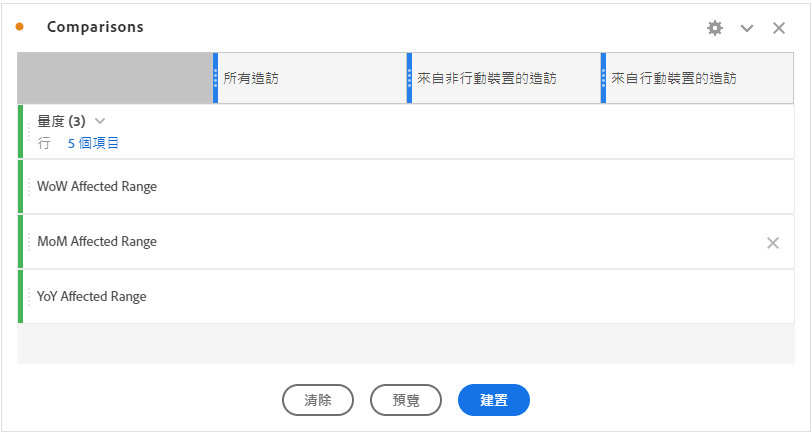 Comparisons
所有造訪
來自非行動裝置的造訪
來自行動裝置的造訪
量度 (3)
行 5 個項目
WoW Affected Range
MoM Affected Range
YoY Affected Range
清除 預覽 建置